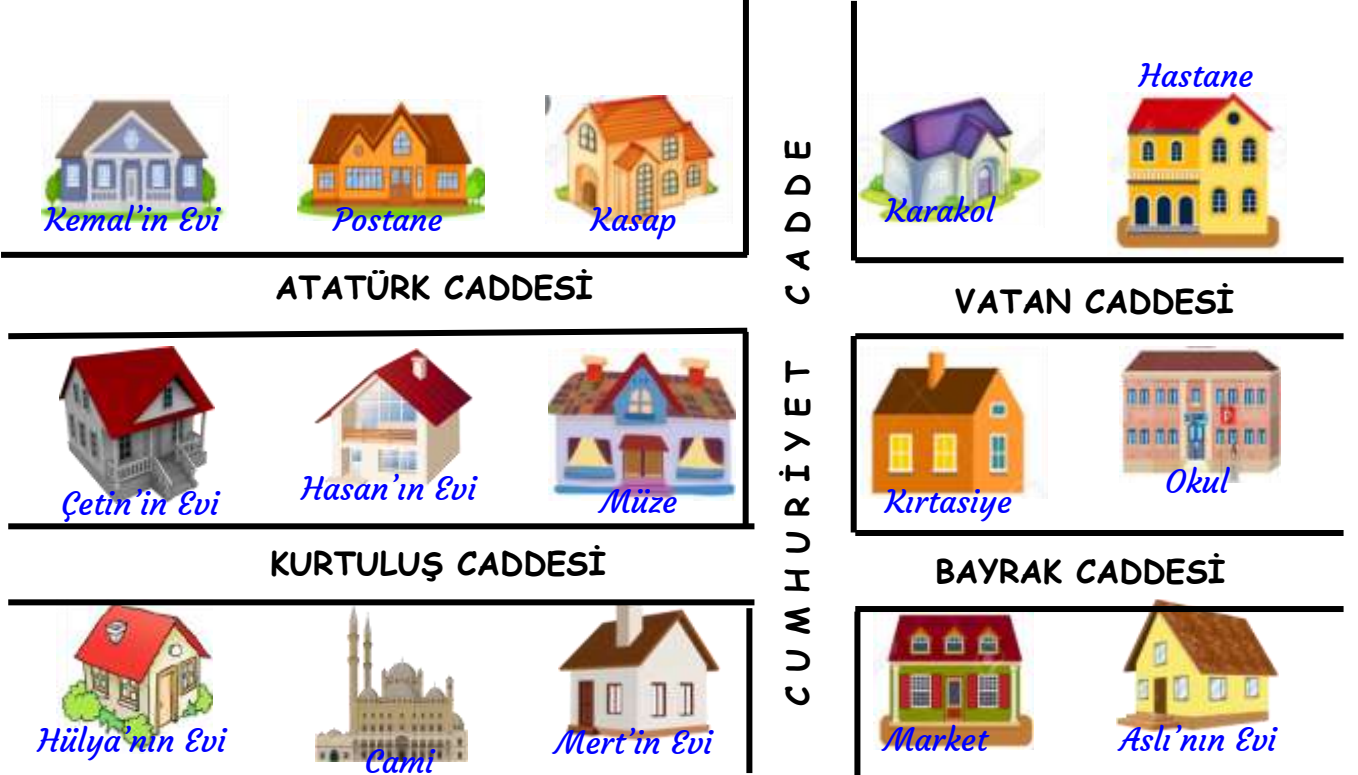 Hastane
Kemal'in Evi
Postane
Kasap
Karakol
ATATÜRK CADDESİ
VATAN CADDESİ
CUMHURİYET CADDE
Çetin'in Evi
Hasan'ın Evi
Müze
Kırtasiye
Okul
KURTULUŞ CADDESİ
BAYRAK CADDESİ
Hülya'nın Evi
Cami
Mert'in Evi
Market
Aslı'nın Evi